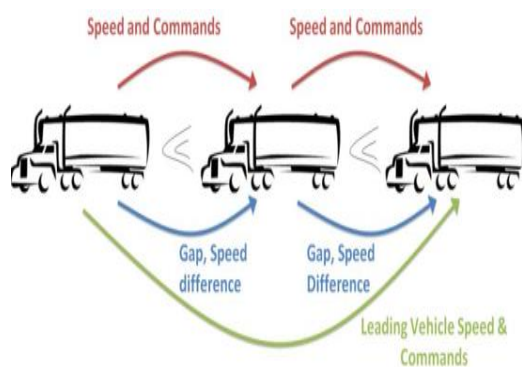 Speed and Commands
Speed and Commands
Gap, Speed
difference
Gap, Speed
Difference
Leading Vehicle Speed &
Commands